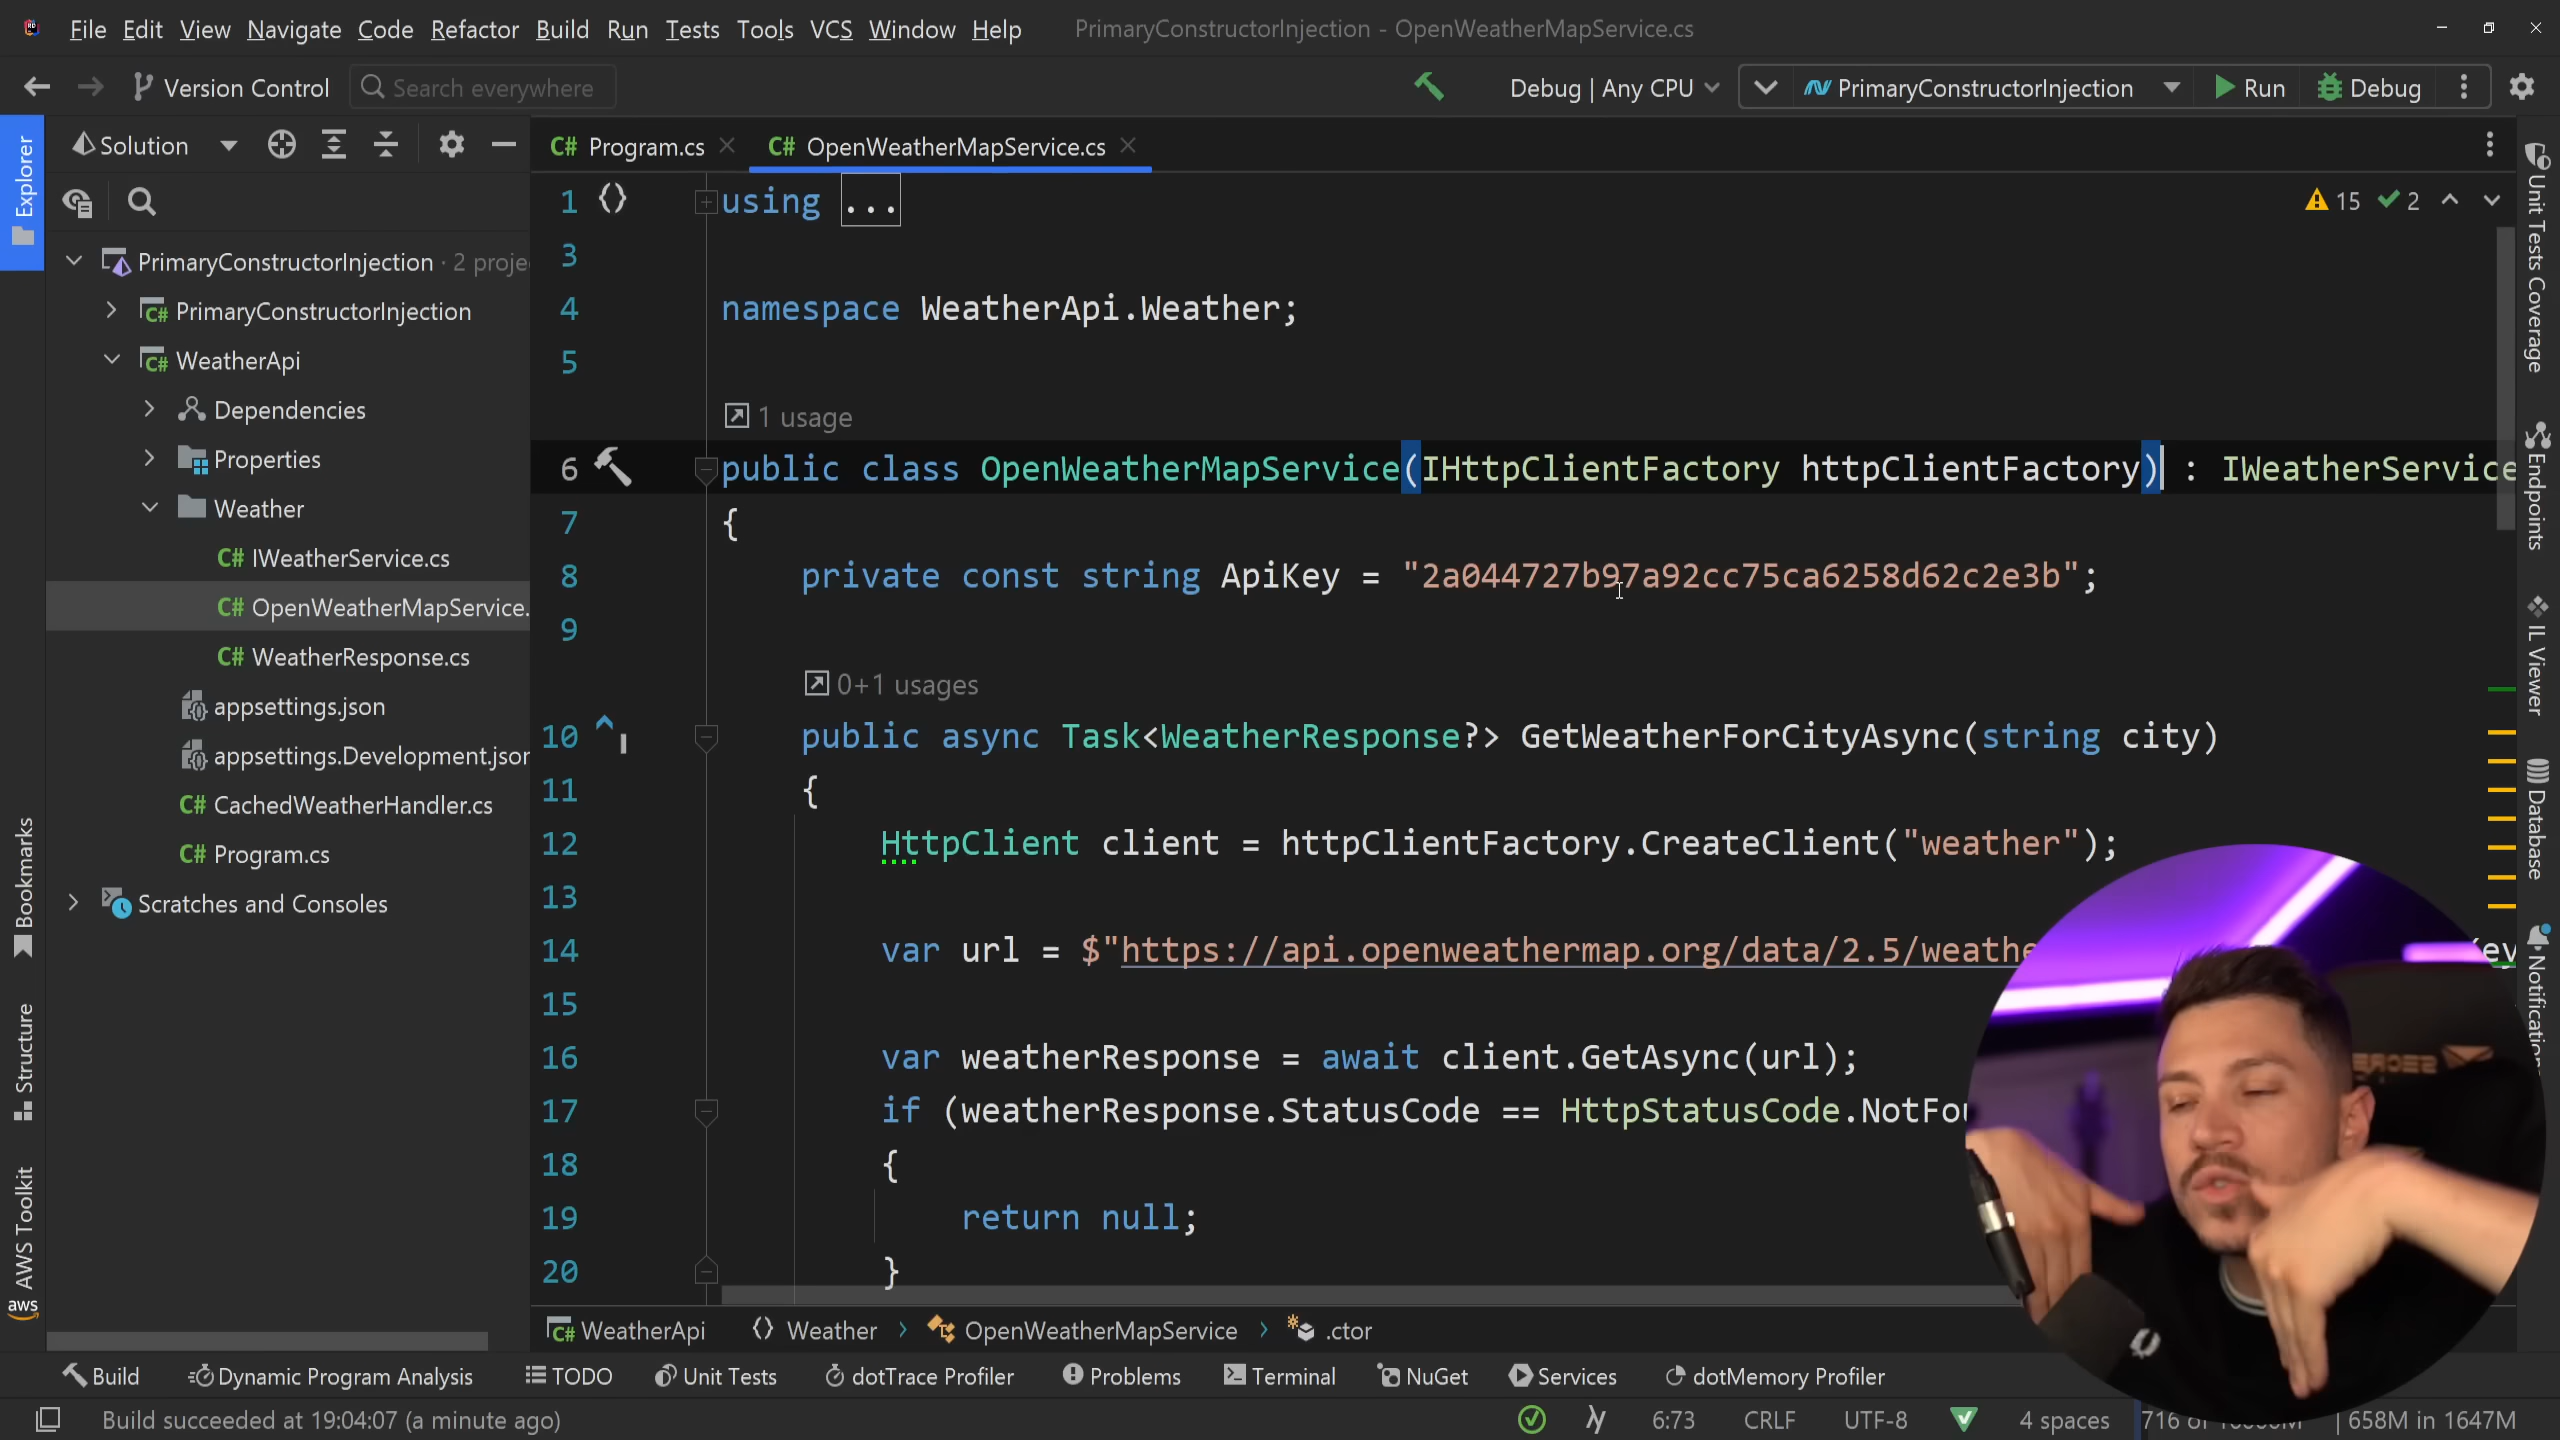 File Edit View Navigate Code Refactor Build Run Tests Tools VCS Window Help PrimaryConstructorInjection - OpenWeatherMapService.cs
Version Control Search everywhere Debug | Any CPU PrimaryConstructorInjection Run Debug
Explorer
Solution
PrimaryConstructorInjection · 2 proje
PrimaryConstructorInjection
WeatherApi
Dependencies
Properties
Weather
C# IWeatherService.cs
C# OpenWeatherMapService.
C# WeatherResponse.cs
appsettings.json
appsettings.Development.json
C# CachedWeatherHandler.cs
C# Program.cs
Scratches and Consoles
Bookmarks
Structure
AWS Toolkit
aws
C# Program.cs C# OpenWeatherMapService.cs
15 2
1 using ...
3
4 namespace WeatherApi.Weather;
5
1 usage
6 public class OpenWeatherMapService(IHttpClientFactory httpClientFactory) : IWeatherService
7 {
8 private const string ApiKey = "2a044727b97a92cc75ca6258d62c2e3b";
9
0+1 usages
10 public async Task<WeatherResponse?> GetWeatherForCityAsync(string city)
11 {
12 HttpClient client = httpClientFactory.CreateClient("weather");
13
14 var url = $"https://api.openweathermap.org/data/2.5/weathe
15
16 var weatherResponse = await client.GetAsync(url);
17 if (weatherResponse.StatusCode == HttpStatusCode.NotFou
18 {
19 return null;
20 }
Unit Tests Coverage
Endpoints
IL Viewer
Database
Notification
WeatherApi Weather OpenWeatherMapService .ctor
Build Dynamic Program Analysis TODO Unit Tests dotTrace Profiler Problems Terminal NuGet Services dotMemory Profiler
Build succeeded at 19:04:07 (a minute ago) 6:73 CRLF UTF-8 4 spaces 716 of 658M in 1647M